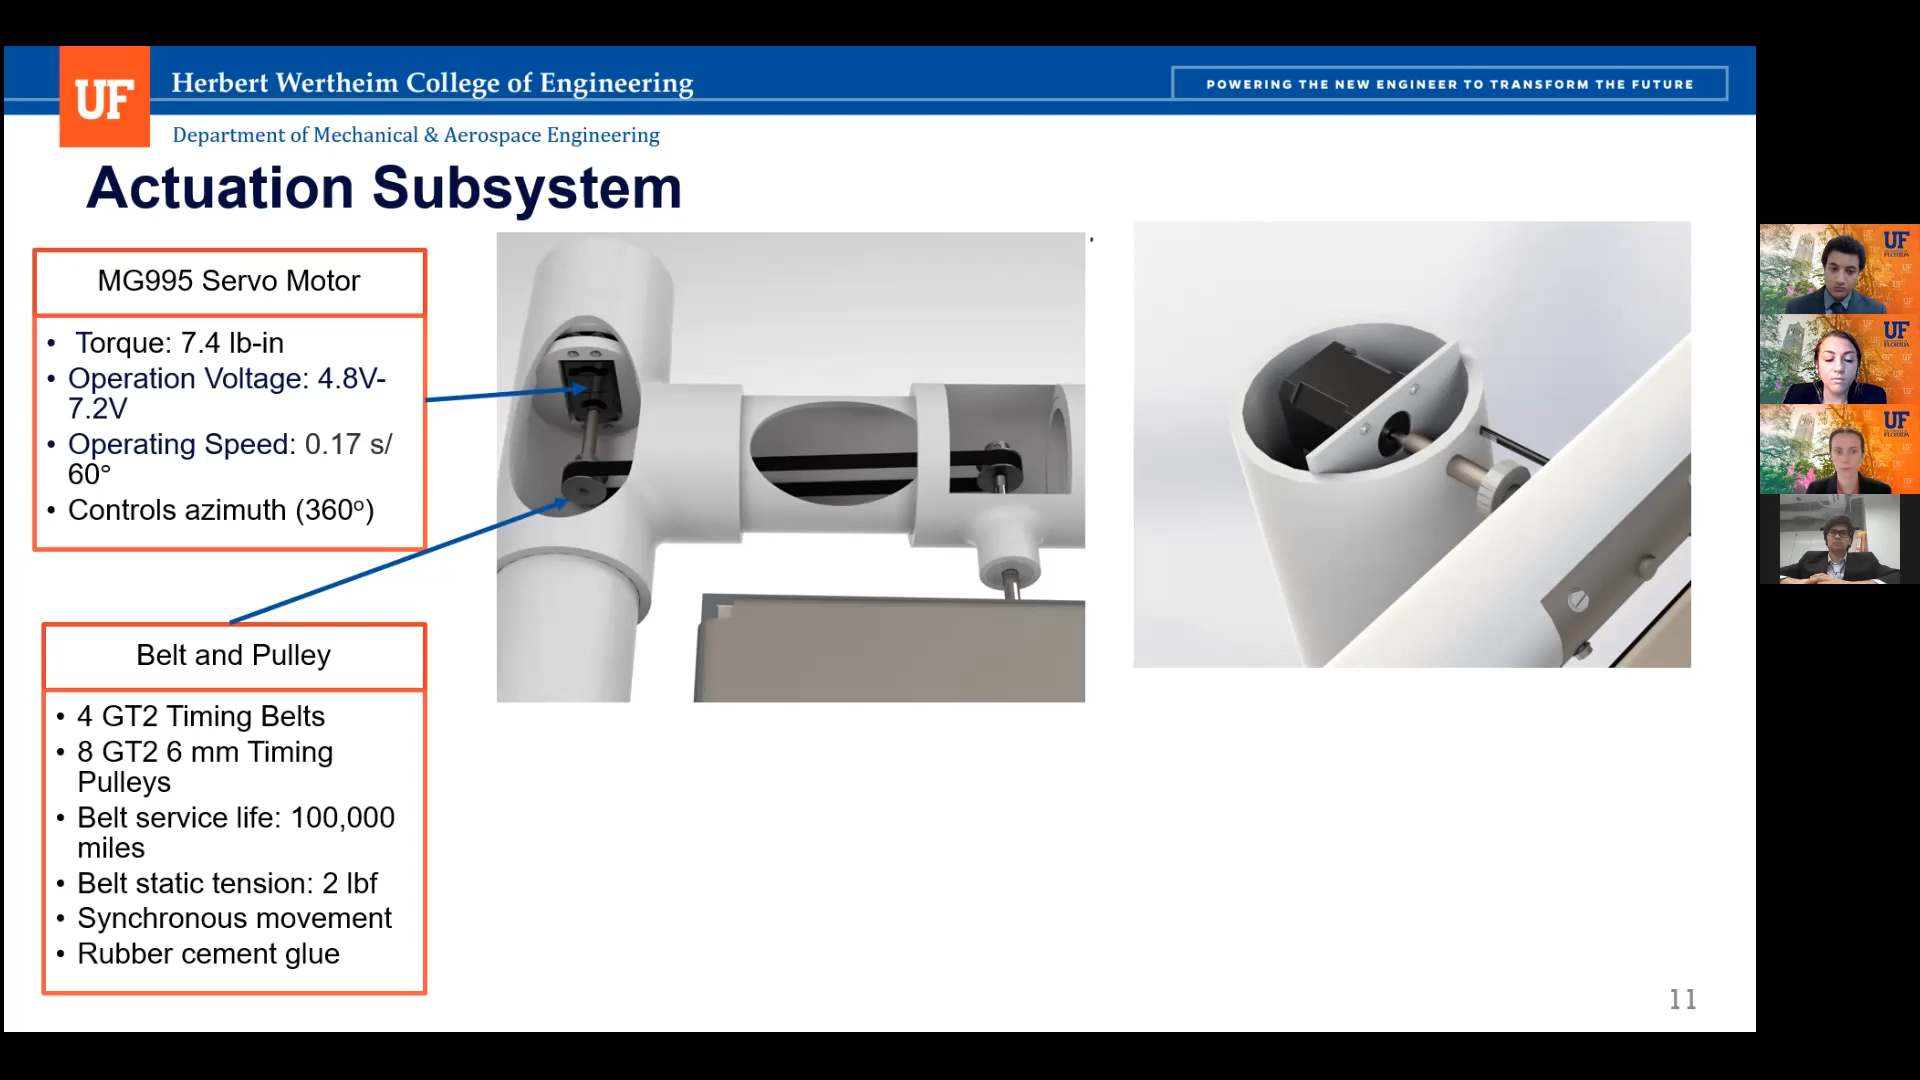 UF
Herbert Wertheim College of Engineering
POWERING THE NEW ENGINEER TO TRANSFORM THE FUTURE
Department of Mechanical & Aerospace Engineering
Actuation Subsystem
MG995 Servo Motor
• Torque: 7.4 lb-in
• Operation Voltage: 4.8V-
7.2V
• Operating Speed: 0.17 s/
60°
• Controls azimuth (360º)
Belt and Pulley
• 4 GT2 Timing Belts
• 8 GT2 6 mm Timing
Pulleys
• Belt service life: 100,000
miles
• Belt static tension: 2 lbf
• Synchronous movement
• Rubber cement glue
11
UF
FLORIDA
UF
FLORIDA
UF
FLORIDA